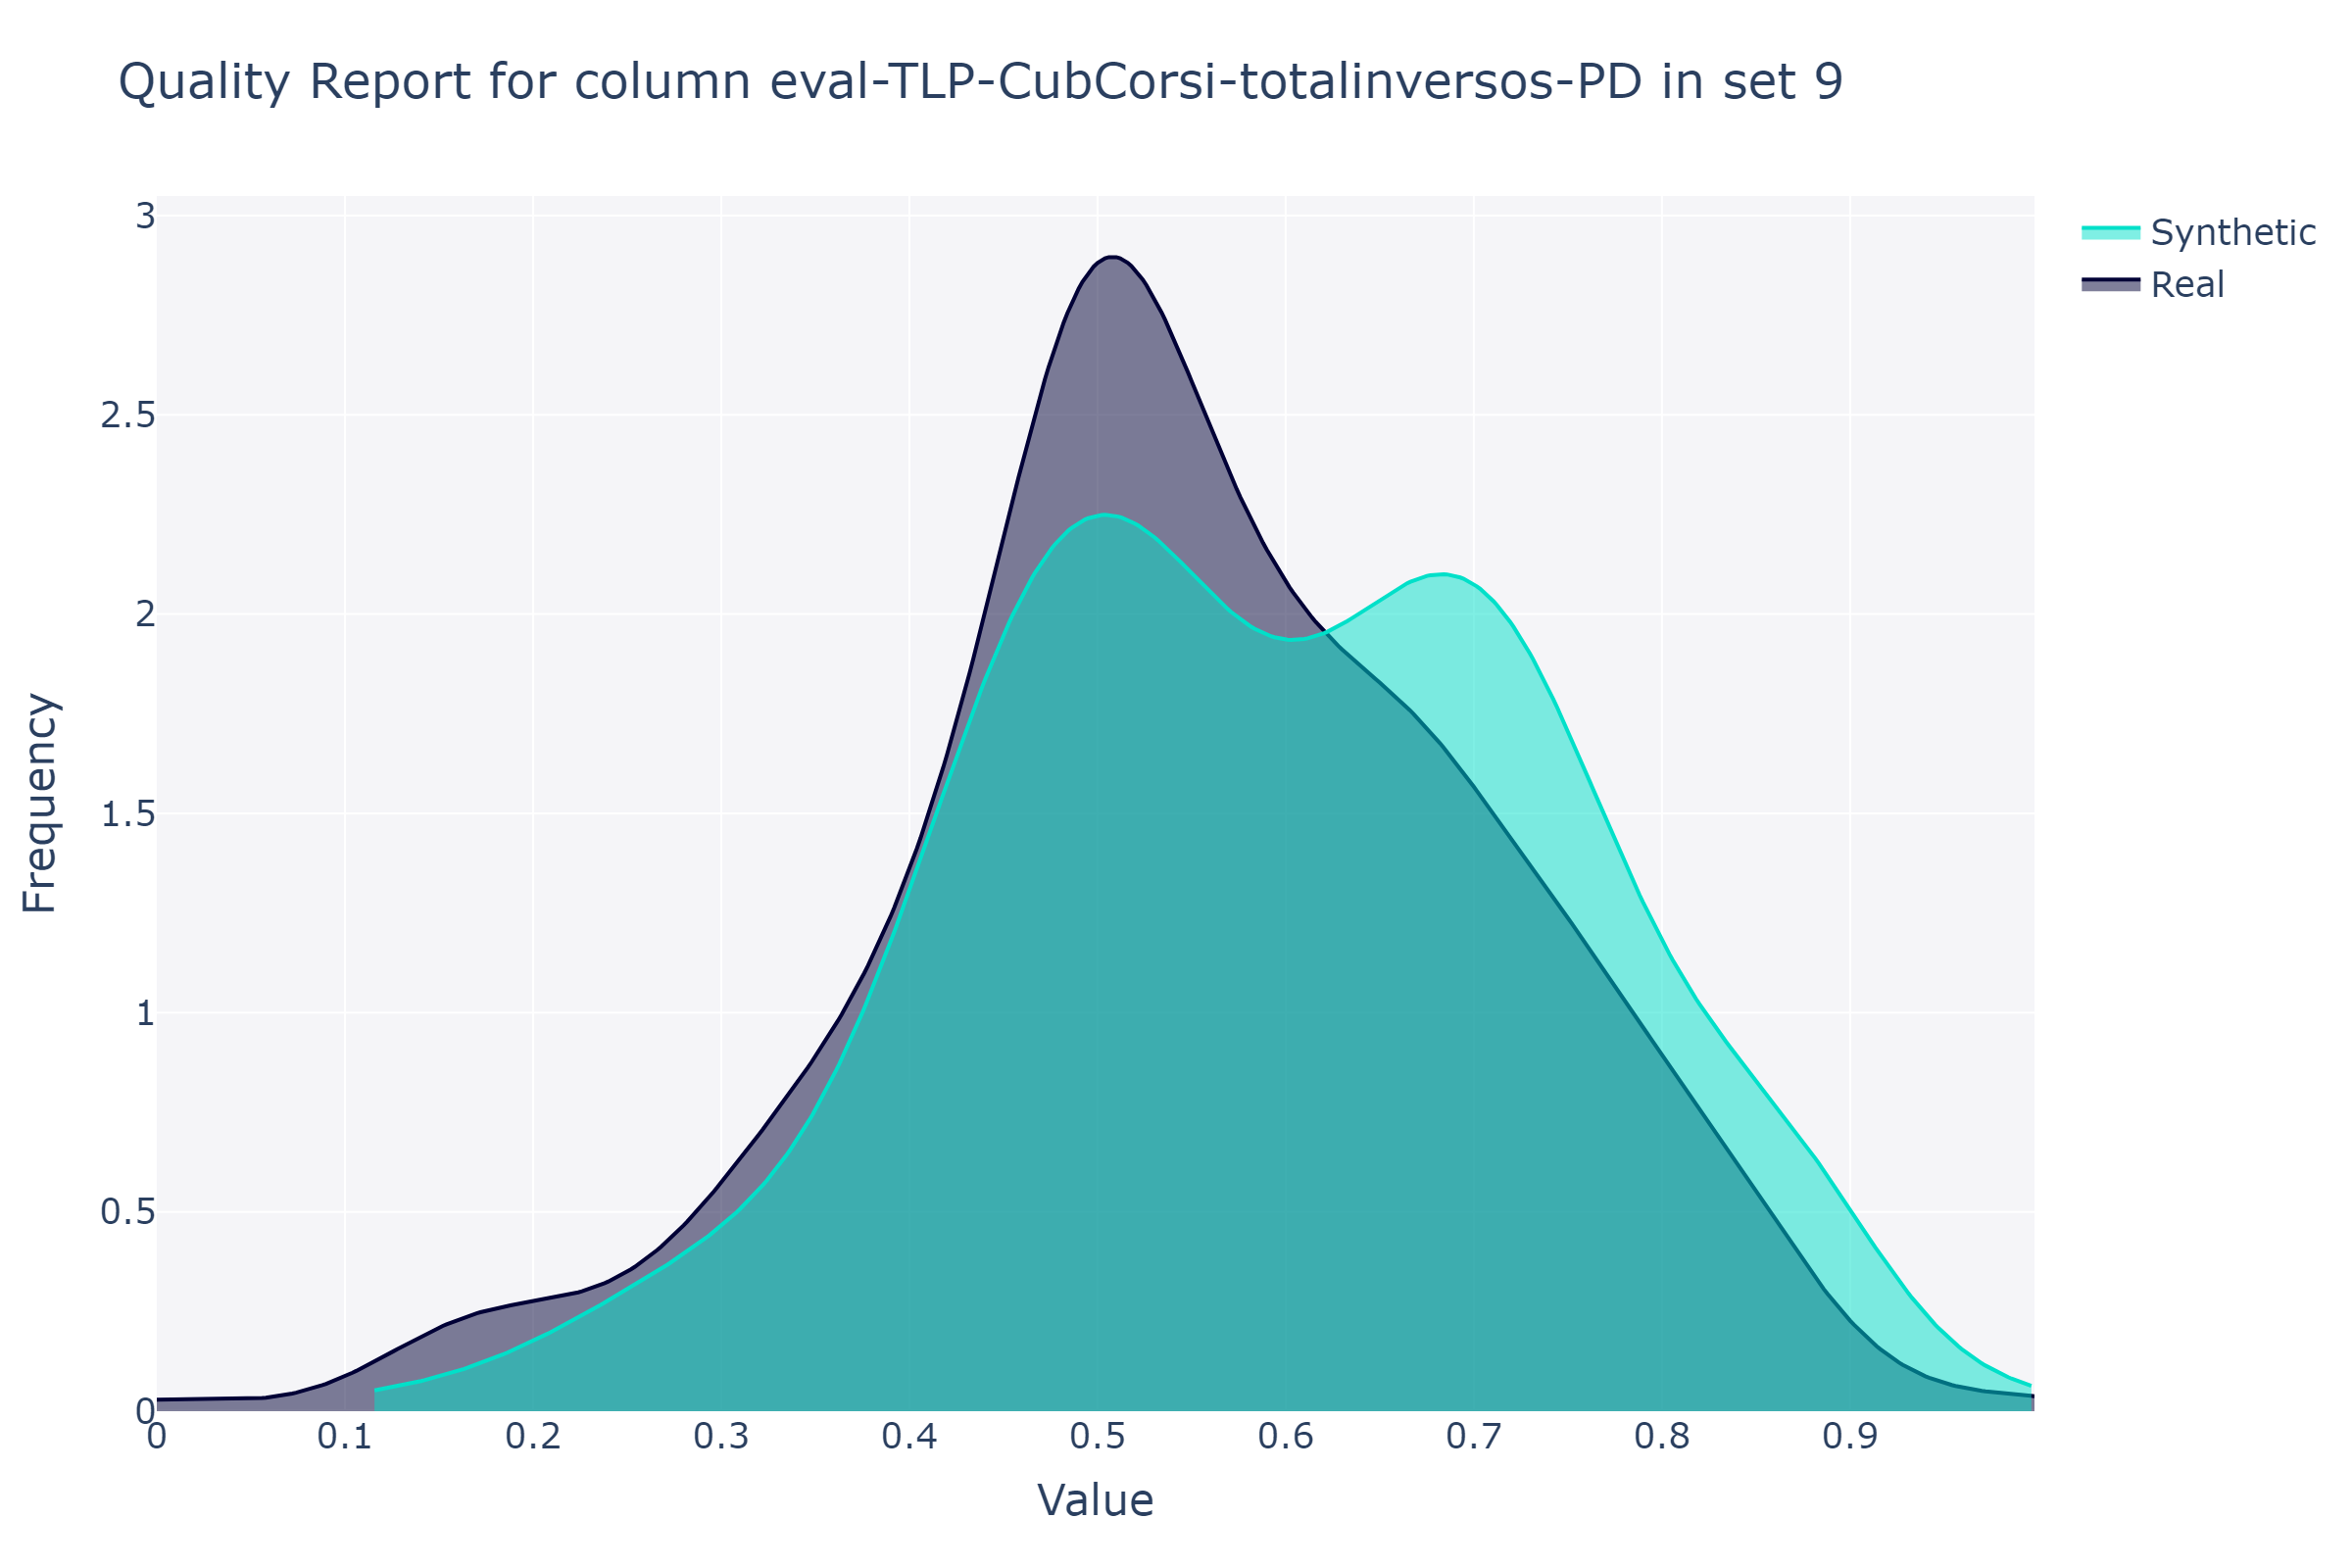 Quality Report for column eval-TLP-CubCorsi-totalinversos-PD in set 9
Synthetic
Real
Frequency
3
2.5
2
1.5
1
0.5
0
0 0.1 0.2 0.3 0.4 0.5 0.6 0.7 0.8 0.9
Value